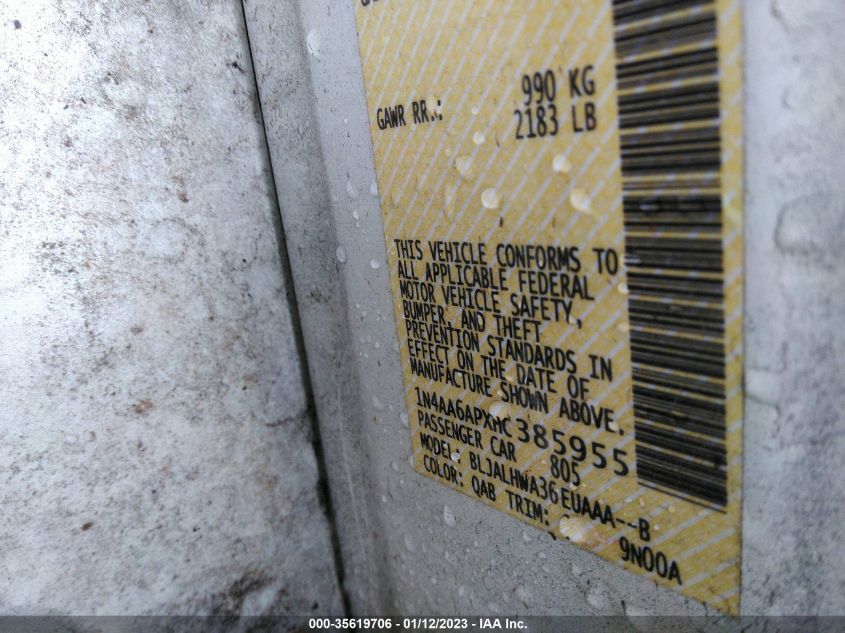 GAWR RR.: 990 KG
2183 LB
THIS VEHICLE CONFORMS TO
ALL APPLICABLE FEDERAL
MOTOR VEHICLE SAFETY,
BUMPER, AND THEFT
PREVENTION STANDARDS IN
EFFECT ON THE DATE OF
MANUFACTURE SHOWN ABOVE.
1N4AA6APXHC385955
PASSENGER CAR 805
MODEL: BLJALHWA36EUAAA--B
COLOR: QAB TRIM:
9N00A
000-35619706 - 01/12/2023 - IAA Inc.